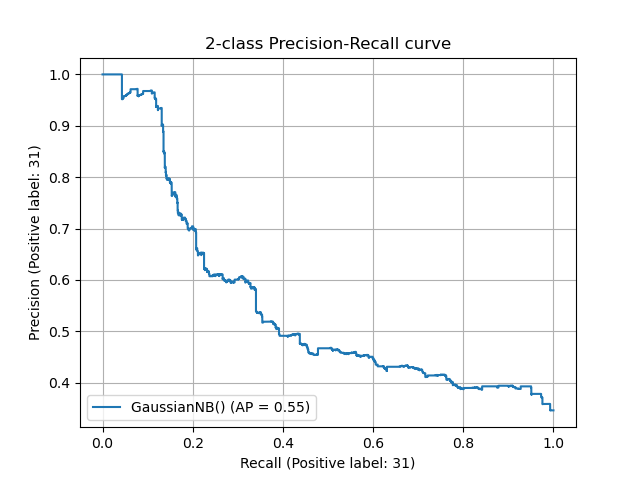 2-class Precision-Recall curve
Precision (Positive label: 31)
1.0
0.9
0.8
0.7
0.6
0.5
0.4
GaussianNB() (AP = 0.55)
0.0 0.2 0.4 0.6 0.8 1.0
Recall (Positive label: 31)